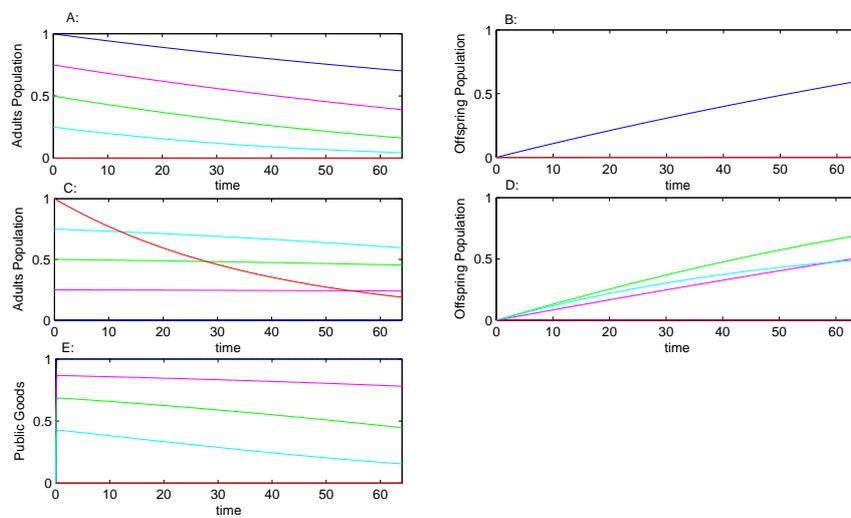 A:
Adults Population
1
0.5
0
0 10 20 30 40 50 60
time
B:
Offspring Population
1
0.5
0
0 10 20 30 40 50 60
time
C:
Adults Population
1
0.5
0
0 10 20 30 40 50 60
time
D:
Offspring Population
1
0.5
0
0 10 20 30 40 50 60
time
E:
Public Goods
1
0.5
0
0 10 20 30 40 50 60
time